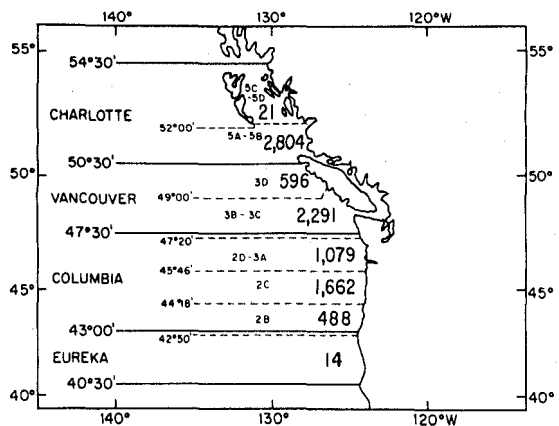 140° 130° 120°W
55° 55°
54°30'
5C
-5D
21
CHARLOTTE
52°00'
5A-5B
2,804
50°30'
50° 50°
3D 596
VANCOUVER
49°00'
3B-3C 2,291
47°30'
47°20'
2D-3A 1,079
45°46'
COLUMBIA
2C 1,662
45° 45°
44°18'
2B 488
43°00'
42°50'
EUREKA
14
40°30'
40° 40°
140° 130° 120°W